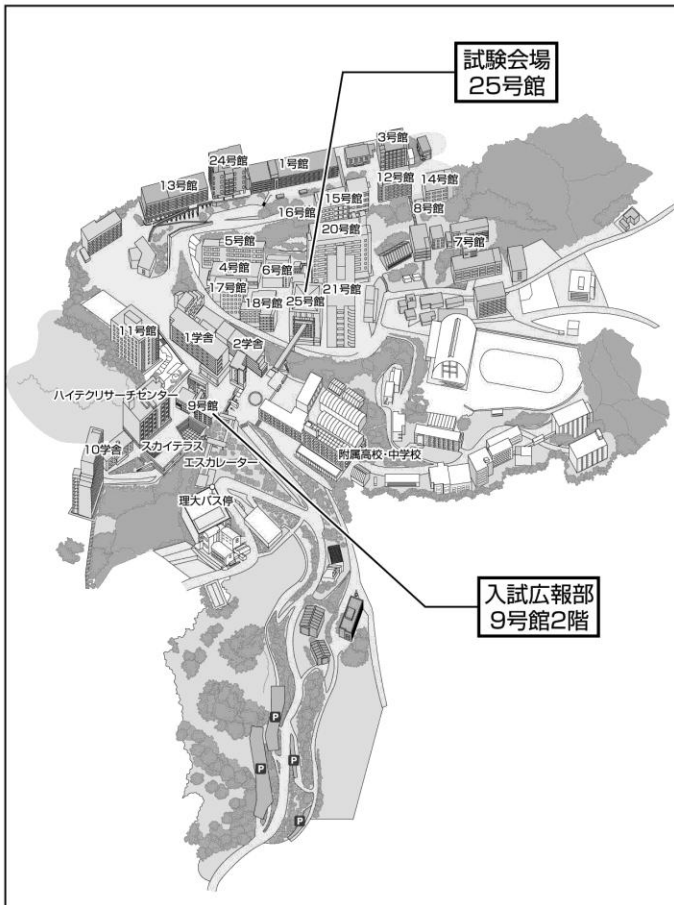 試験会場
25号館
3号館
24号館
1号館
13号館
12号館
14号館
15号館
16号館
8号館
20号館
5号館
7号館
4号館
6号館
17号館
21号館
18号館
25号館
11号館
1学舎
2学舎
ハイテクリサーチセンター
9号館
10学舎
スカイテラス
エスカレーター
附属高校・中学校
理大バス停
入試広報部
9号館2階
P
P
P
P